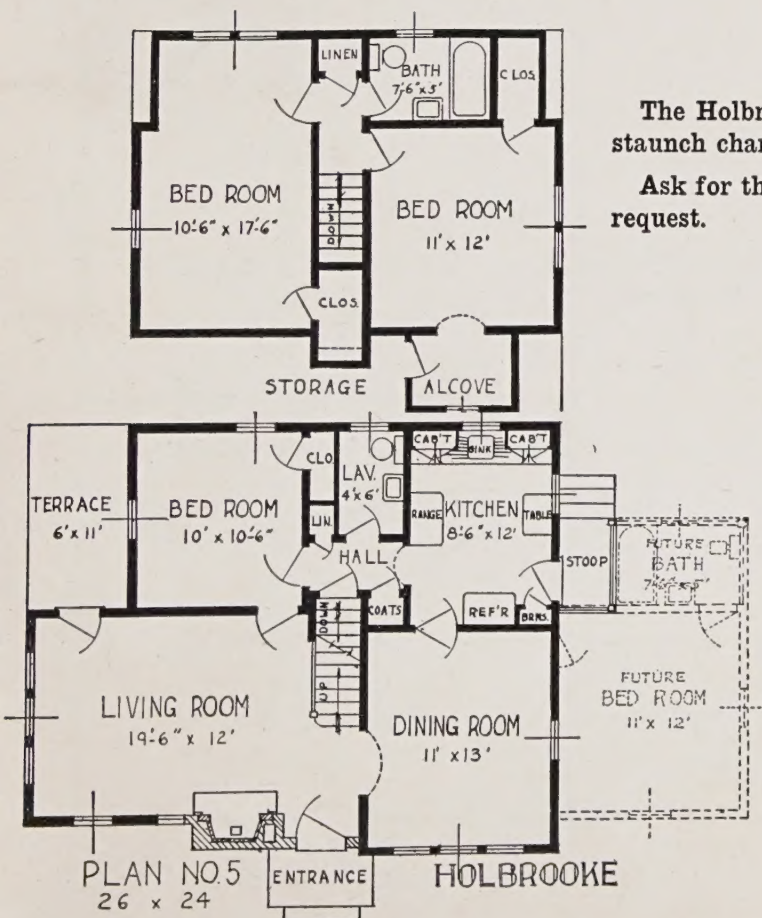 LINEN
BATH
7'-6" x 5'
CLOS.
The Holbr
staunch char
Ask for th
request.
BED ROOM
10'-6" x 17'-6"
DOWN
BED ROOM
11' x 12'
CLOS.
STORAGE
ALCOVE
TERRACE
6' x 11'
BED ROOM
10' x 10'-6"
CLO.
LIN.
LAV.
4' x 6'
HALL
COATS
CAB'T
SINK
CAB'T
RANGE
KITCHEN
8'-6" x 12'
TABLE
REF'R
BRMS.
STOOP
FUTURE
BATH
FUTURE
BED ROOM
11' x 12'
DOWN
UP
LIVING ROOM
19'-6" x 12'
DINING ROOM
11' x 13'
PLAN NO. 5
26 x 24
ENTRANCE
HOLBROOKE